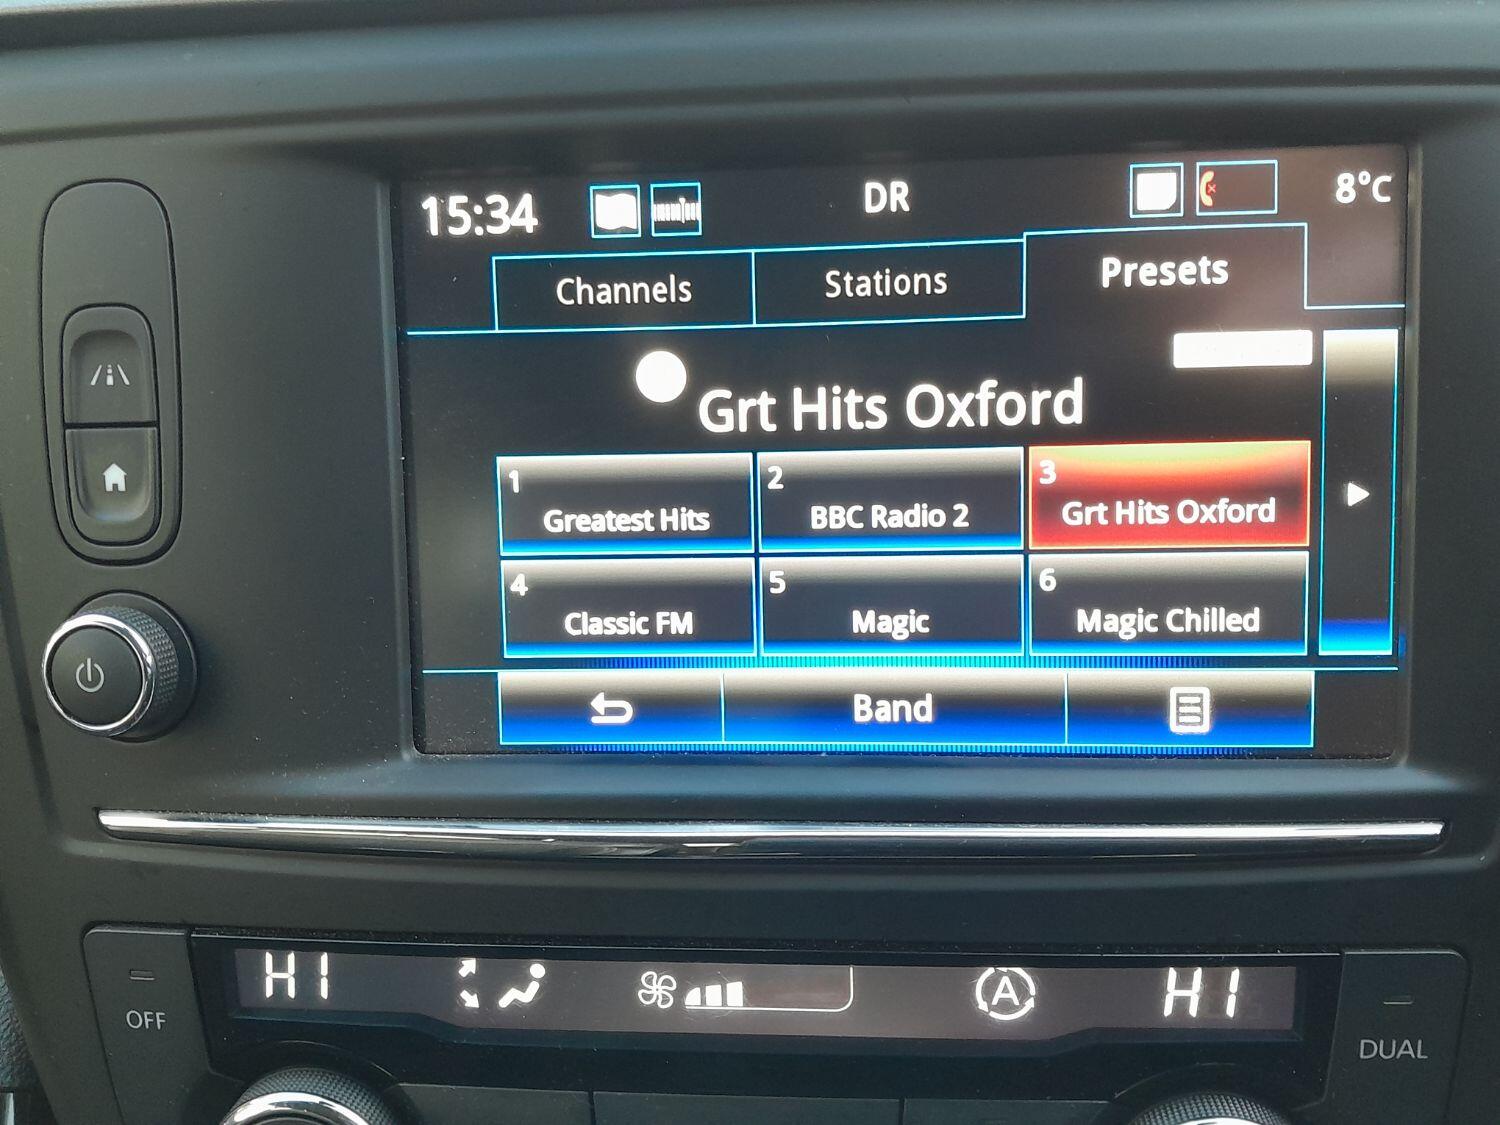 15:34 DR 8°C
Channels Stations Presets
Grt Hits Oxford
1 Greatest Hits
2 BBC Radio 2
3 Grt Hits Oxford
4 Classic FM
5 Magic
6 Magic Chilled
Band
HI A HI
OFF
DUAL